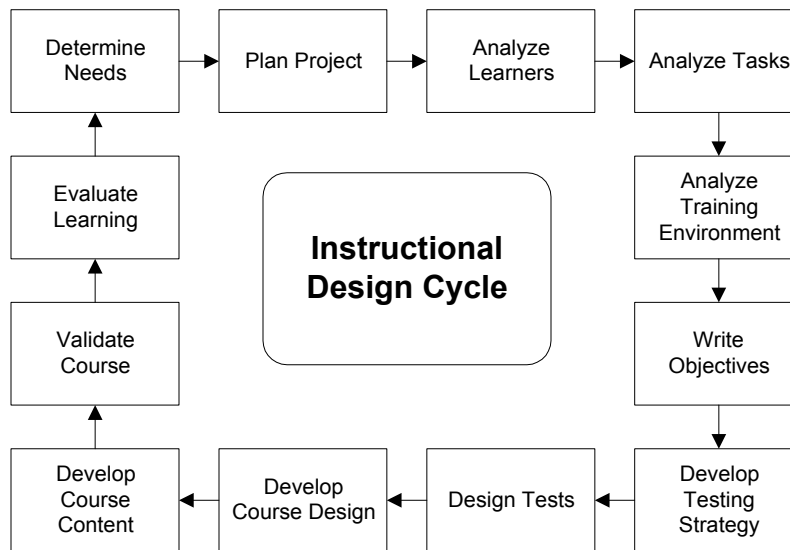 Determine
Needs
Plan Project
Analyze
Learners
Analyze Tasks
Analyze
Training
Environment
Write
Objectives
Develop
Testing
Strategy
Design Tests
Develop
Course Design
Develop
Course
Content
Validate
Course
Evaluate
Learning
Instructional
Design Cycle